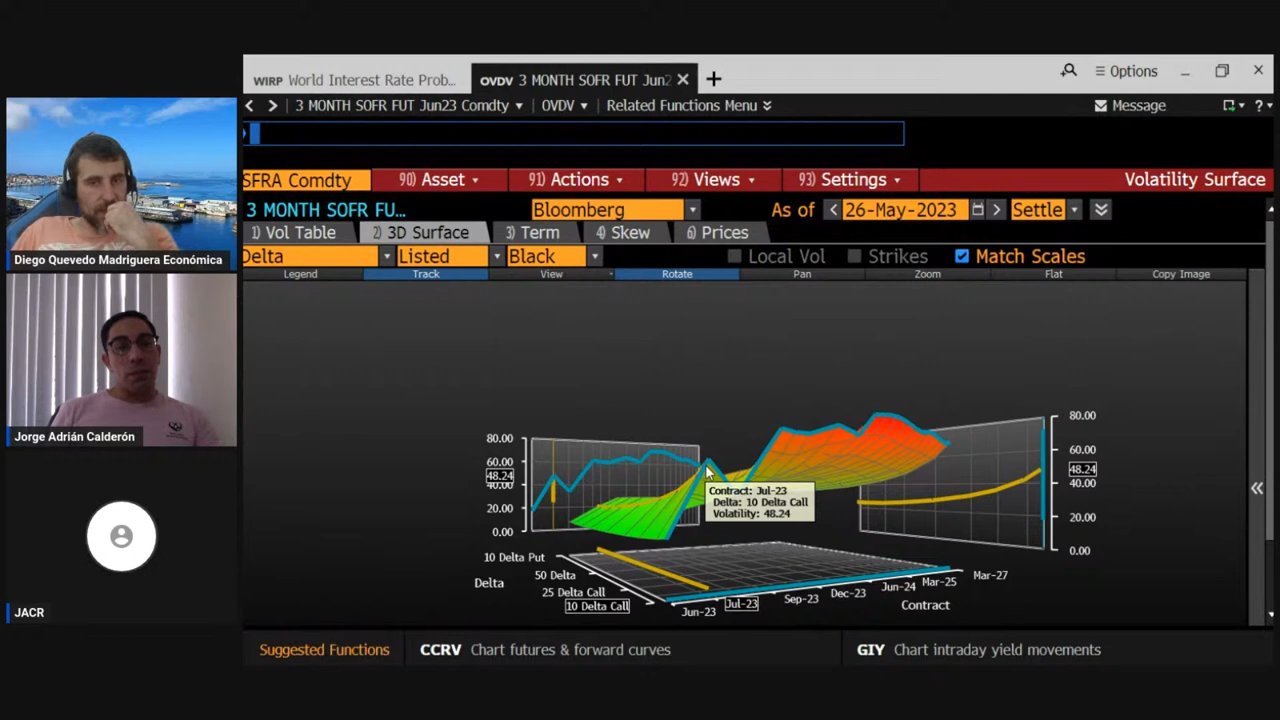 WIRP World Interest Rate Prob...
OVDV 3 MONTH SOFR FUT Jun2
Options
3 MONTH SOFR FUT Jun23 Comdty
OVDV
Related Functions Menu
Message
?
SFRA Comdty
90) Asset
91) Actions
92) Views
93) Settings
Volatility Surface
3 MONTH SOFR FU...
Bloomberg
As of
26-May-2023
Settle
1) Vol Table
2) 3D Surface
3) Term
4) Skew
6) Prices
Delta
Listed
Black
Local Vol
Strikes
Match Scales
Legend
Track
View
Rotate
Pan
Zoom
Flat
Copy Image
80.00
60.00
48.24
40.00
20.00
0.00
80.00
60.00
48.24
40.00
20.00
0.00
Contract: Jul-23
Delta: 10 Delta Call
Volatility: 48.24
10 Delta Put
50 Delta
25 Delta Call
10 Delta Call
Delta
Jun-23
Jul-23
Sep-23
Dec-23
Jun-24
Mar-25
Mar-27
Contract
Suggested Functions
CCRV Chart futures & forward curves
GIY Chart intraday yield movements
Diego Quevedo Madriguera Económica
Jorge Adrián Calderón
JACR